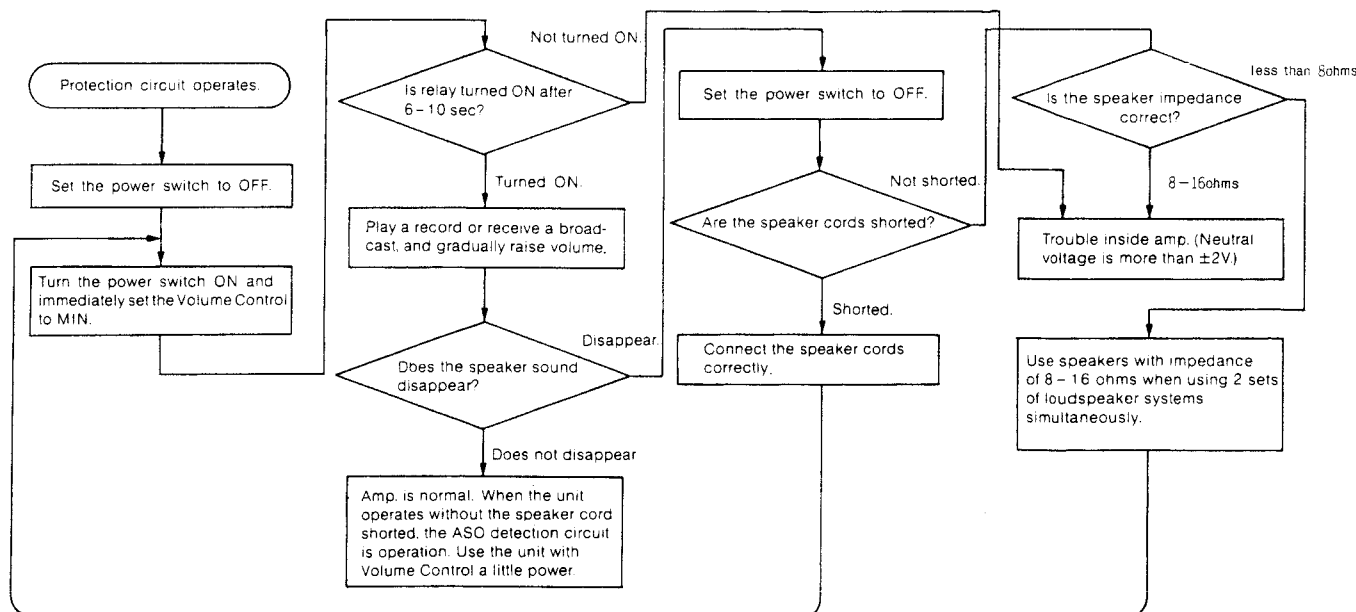 Protection circuit operates.
Set the power switch to OFF.
Turn the power switch ON and
immediately set the Volume Control
to MIN.
Is relay turned ON after
6-10 sec?
Not turned ON.
Turned ON.
Play a record or receive a broad-
cast, and gradually raise volume.
Does the speaker sound
disappear?
Disappear.
Does not disappear
Amp. is normal. When the unit
operates without the speaker cord
shorted, the ASO detection circuit
is operation. Use the unit with
Volume Control a little power.
Set the power switch to OFF.
Are the speaker cords shorted?
Not shorted.
Shorted.
Connect the speaker cords
correctly.
Is the speaker impedance
correct?
less than 8ohms
8-16ohms
Trouble inside amp. (Neutral
voltage is more than ±2V.)
Use speakers with impedance
of 8-16 ohms when using 2 sets
of loudspeaker systems
simultaneously.